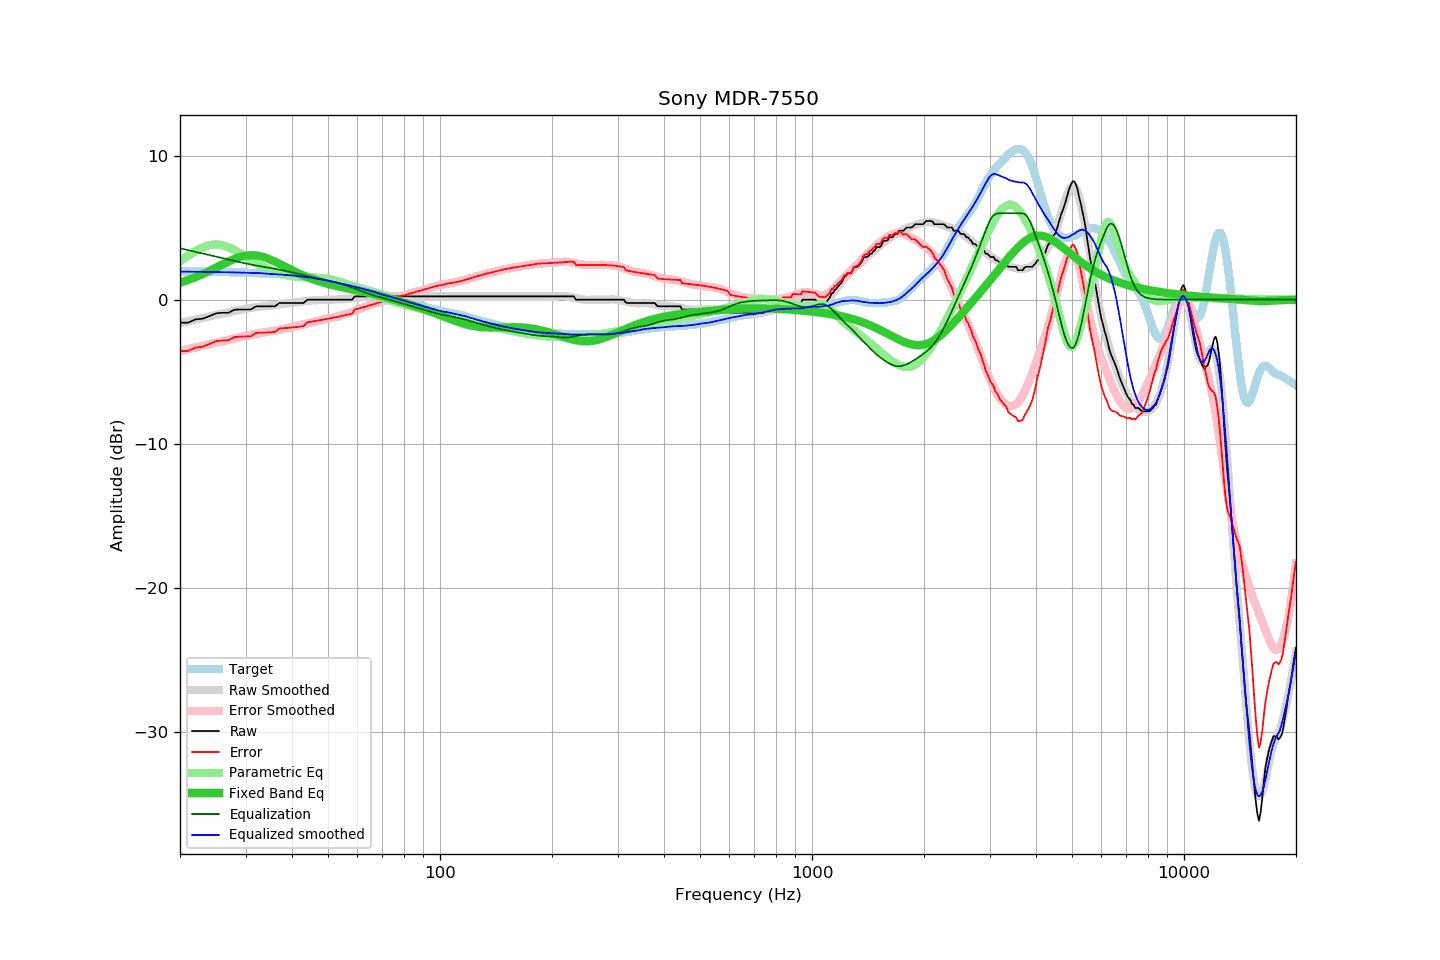 Sony MDR-7550
10
0
−10
−20
−30
Amplitude (dBr)
Target
Raw Smoothed
Error Smoothed
Raw
Error
Parametric Eq
Fixed Band Eq
Equalization
Equalized smoothed
100
1000
10000
Frequency (Hz)